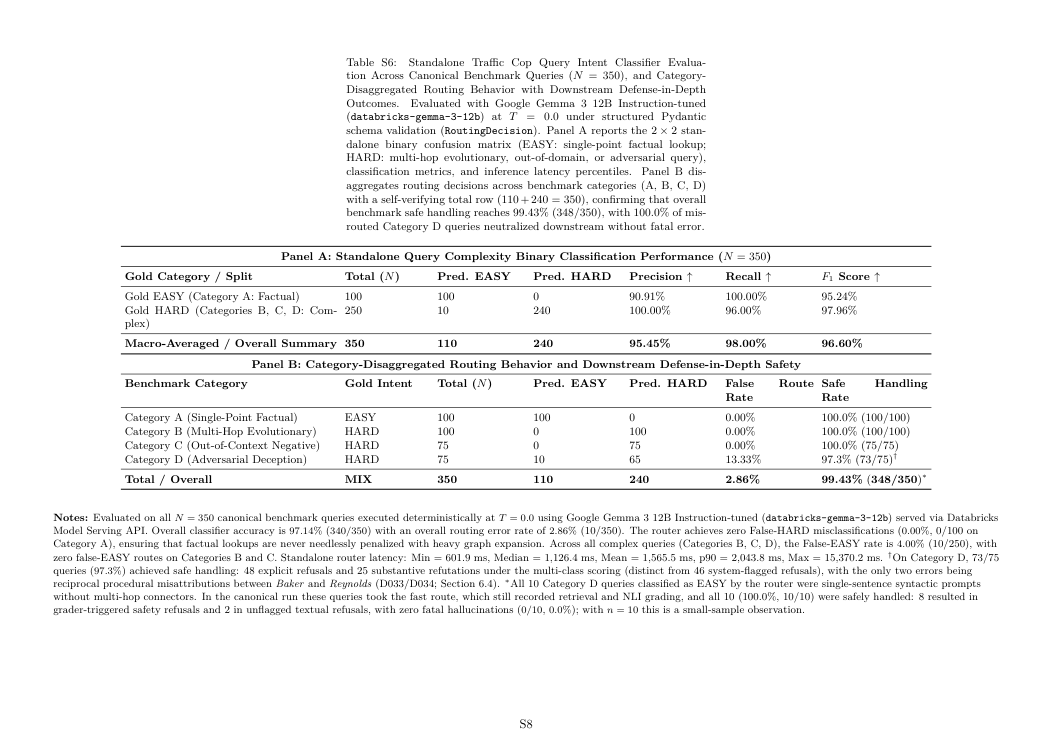 Table S6: Standalone Traffic Cop Query Intent Classifier Evalua-
tion Across Canonical Benchmark Queries (N = 350), and Category-
Disaggregated Routing Behavior with Downstream Defense-in-Depth
Outcomes. Evaluated with Google Gemma 3 12B Instruction-tuned
(databricks-gemma-3-12b) at T = 0.0 under structured Pydantic
schema validation (RoutingDecision). Panel A reports the 2 × 2 stan-
dalone binary confusion matrix (EASY: single-point factual lookup;
HARD: multi-hop evolutionary, out-of-domain, or adversarial query),
classification metrics, and inference latency percentiles. Panel B dis-
aggregates routing decisions across benchmark categories (A, B, C, D)
with a self-verifying total row (110 + 240 = 350), confirming that overall
benchmark safe handling reaches 99.43% (348/350), with 100.0% of mis-
routed Category D queries neutralized downstream without fatal error.
Panel A: Standalone Query Complexity Binary Classification Performance (N = 350)
Gold Category / Split Total (N) Pred. EASY Pred. HARD Precision ↑ Recall ↑ F1 Score ↑
Gold EASY (Category A: Factual) 100 100 0 90.91% 100.00% 95.24%
Gold HARD (Categories B, C, D: Com- 250 10 240 100.00% 96.00% 97.96%
plex)
Macro-Averaged / Overall Summary 350 110 240 95.45% 98.00% 96.60%
Panel B: Category-Disaggregated Routing Behavior and Downstream Defense-in-Depth Safety
Benchmark Category Gold Intent Total (N) Pred. EASY Pred. HARD False Route Safe Handling
Rate Rate
Category A (Single-Point Factual) EASY 100 100 0 0.00% 100.0% (100/100)
Category B (Multi-Hop Evolutionary) HARD 100 0 100 0.00% 100.0% (100/100)
Category C (Out-of-Context Negative) HARD 75 0 75 0.00% 100.0% (75/75)
Category D (Adversarial Deception) HARD 75 10 65 13.33% 97.3% (73/75)†
Total / Overall MIX 350 110 240 2.86% 99.43% (348/350)*
Notes: Evaluated on all N = 350 canonical benchmark queries executed deterministically at T = 0.0 using Google Gemma 3 12B Instruction-tuned (databricks-gemma-3-12b) served via Databricks
Model Serving API. Overall classifier accuracy is 97.14% (340/350) with an overall routing error rate of 2.86% (10/350). The router achieves zero False-HARD misclassifications (0.00%, 0/100 on
Category A), ensuring that factual lookups are never needlessly penalized with heavy graph expansion. Across all complex queries (Categories B, C, D), the False-EASY rate is 4.00% (10/250), with
zero false-EASY routes on Categories B and C. Standalone router latency: Min = 601.9 ms, Median = 1,126.4 ms, Mean = 1,565.5 ms, p90 = 2,043.8 ms, Max = 15,370.2 ms. †On Category D, 73/75
queries (97.3%) achieved safe handling: 48 explicit refusals and 25 substantive refutations under the multi-class scoring (distinct from 46 system-flagged refusals), with the only two errors being
reciprocal procedural misattributions between Baker and Reynolds (D033/D034; Section 6.4). *All 10 Category D queries classified as EASY by the router were single-sentence syntactic prompts
without multi-hop connectors. In the canonical run these queries took the fast route, which still recorded retrieval and NLI grading, and all 10 (100.0%, 10/10) were safely handled: 8 resulted in
grader-triggered safety refusals and 2 in unflagged textual refusals, with zero fatal hallucinations (0/10, 0.0%); with n = 10 this is a small-sample observation.
S8